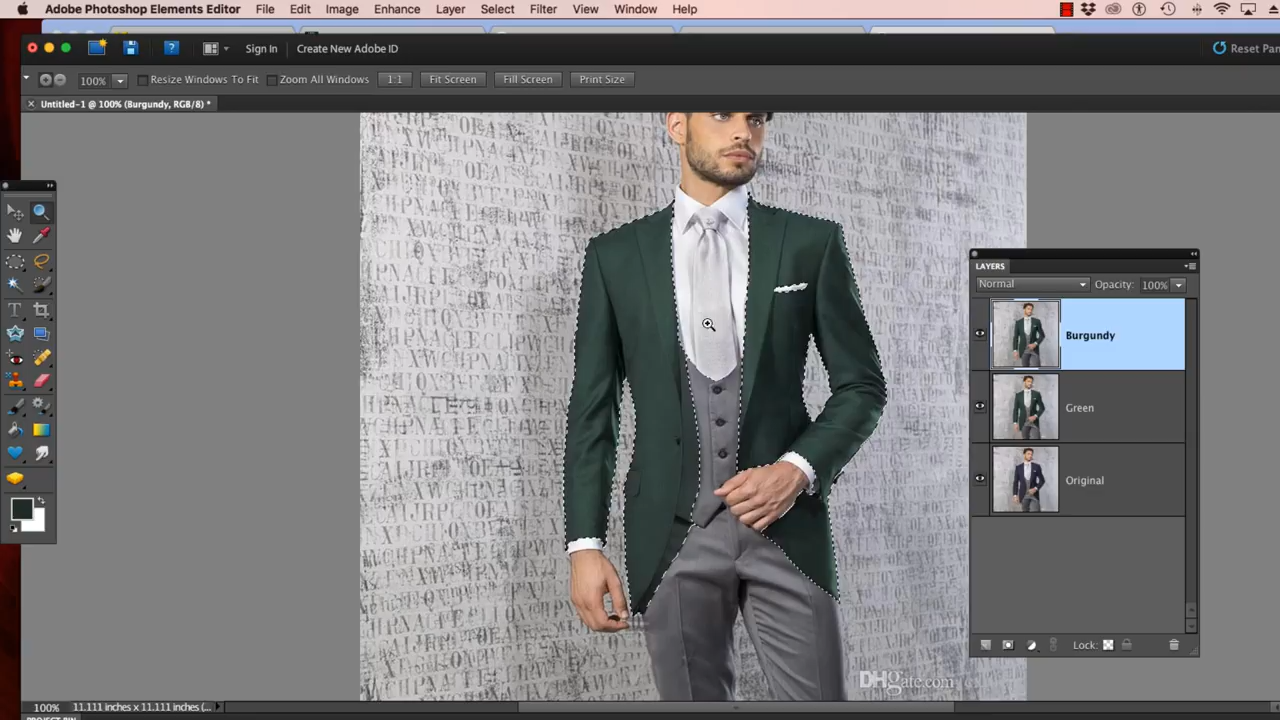 Adobe Photoshop Elements Editor File Edit Image Enhance Layer Select Filter View Window Help
Sign In Create New Adobe ID Reset Pan
100% Resize Windows To Fit Zoom All Windows 1:1 Fit Screen Fill Screen Print Size
Untitled-1 @ 100% (Burgundy, RGB/8) *
LAYERS
Normal Opacity: 100%
Burgundy
Green
Original
Lock:
DHgate.com
100% 11.111 inches x 11.111 inches (...
PROJECT BIN